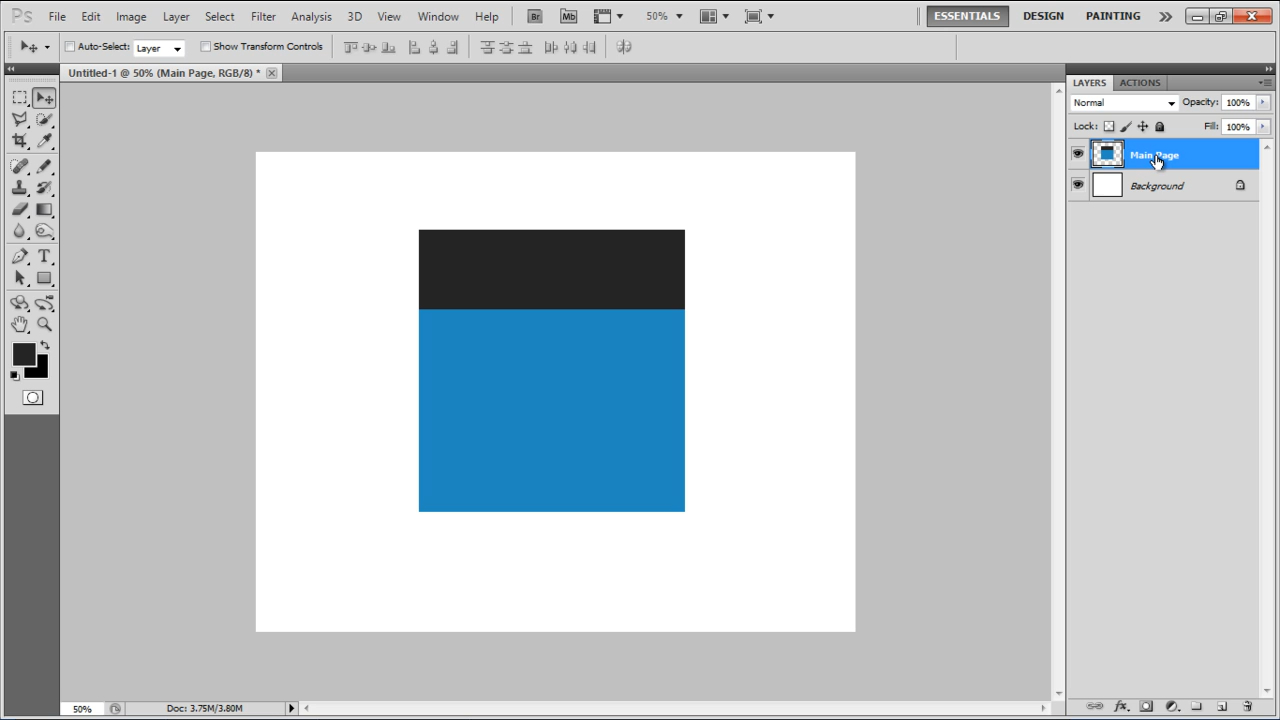 Ps File Edit Image Layer Select Filter Analysis 3D View Window Help Br Mb 50% ESSENTIALS DESIGN PAINTING
Auto-Select: Layer Show Transform Controls
Untitled-1 @ 50% (Main Page, RGB/8) *
LAYERS ACTIONS
Normal Opacity: 100%
Lock: Fill: 100%
Main Page
Background
T
50% Doc: 3.75M/3.80M
fx